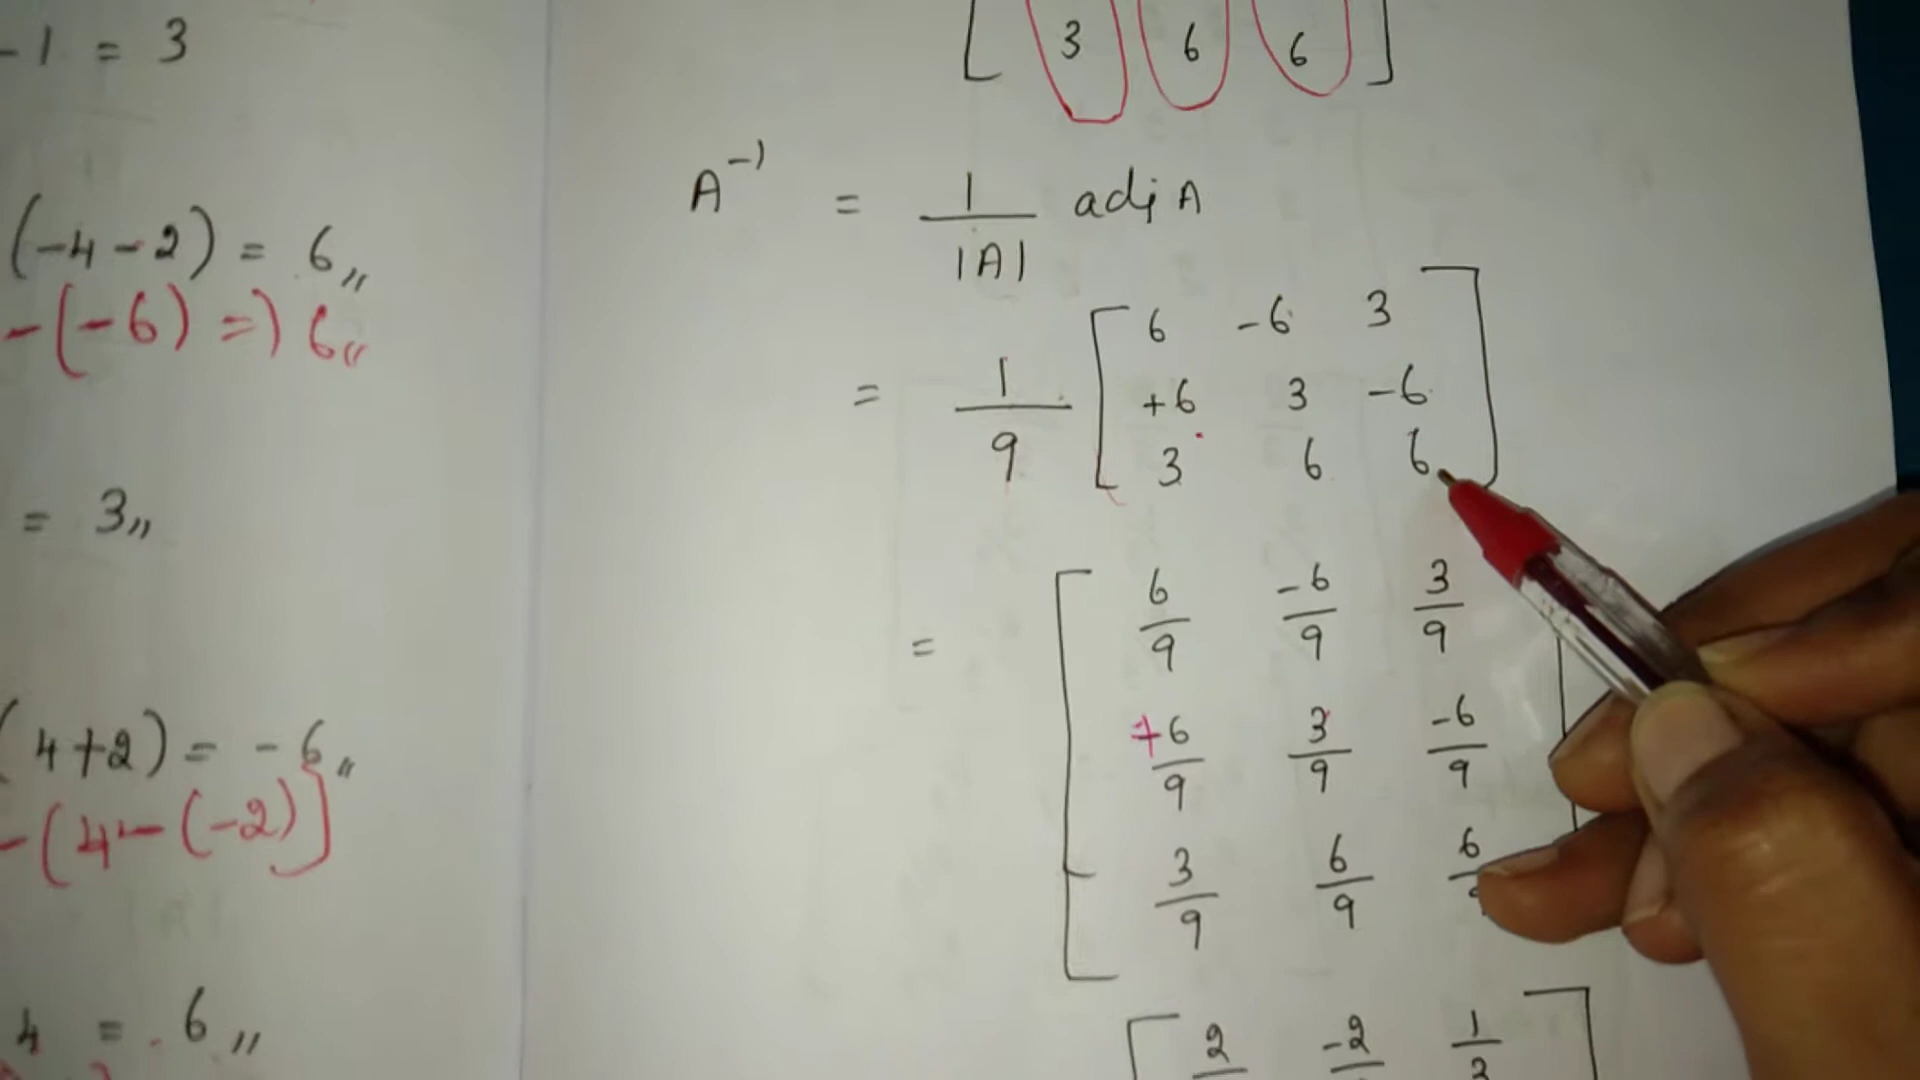 -1 = 3
(-4-2) = 6,,
-(-6) => 6,,
= 3,,
(4+2) = -6,,
-(4-(-2)]
4 = 6,,
3 6 6
A⁻¹ = 1/|A| adj A
= 1/9 [6 -6 3
+6 3 -6
3 6 6]
= [6/9 -6/9 3/9
+6/9 3/9 -6/9
3/9 6/9 6/
[2 -2 1/3]